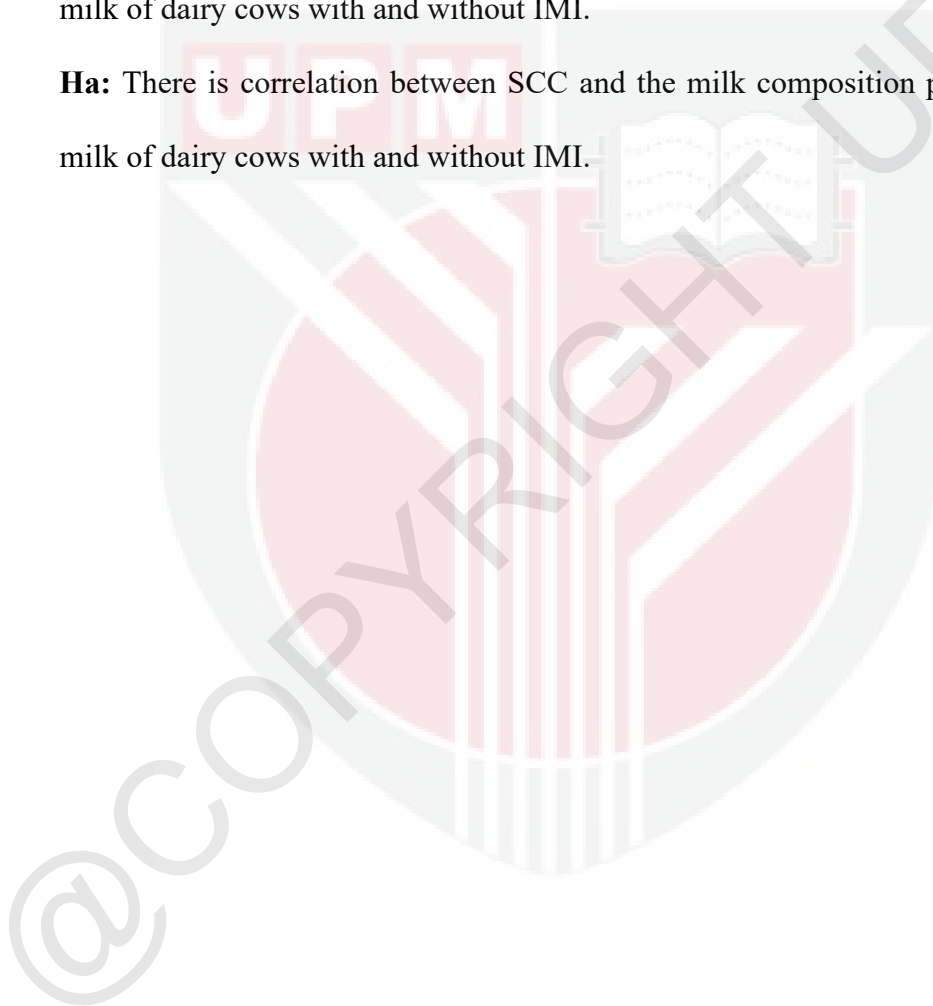 milk of dairy cows with and without IMI.
Ha: There is correlation between SCC and the milk composition
milk of dairy cows with and without IMI.
UPM
@COPYRIGHT